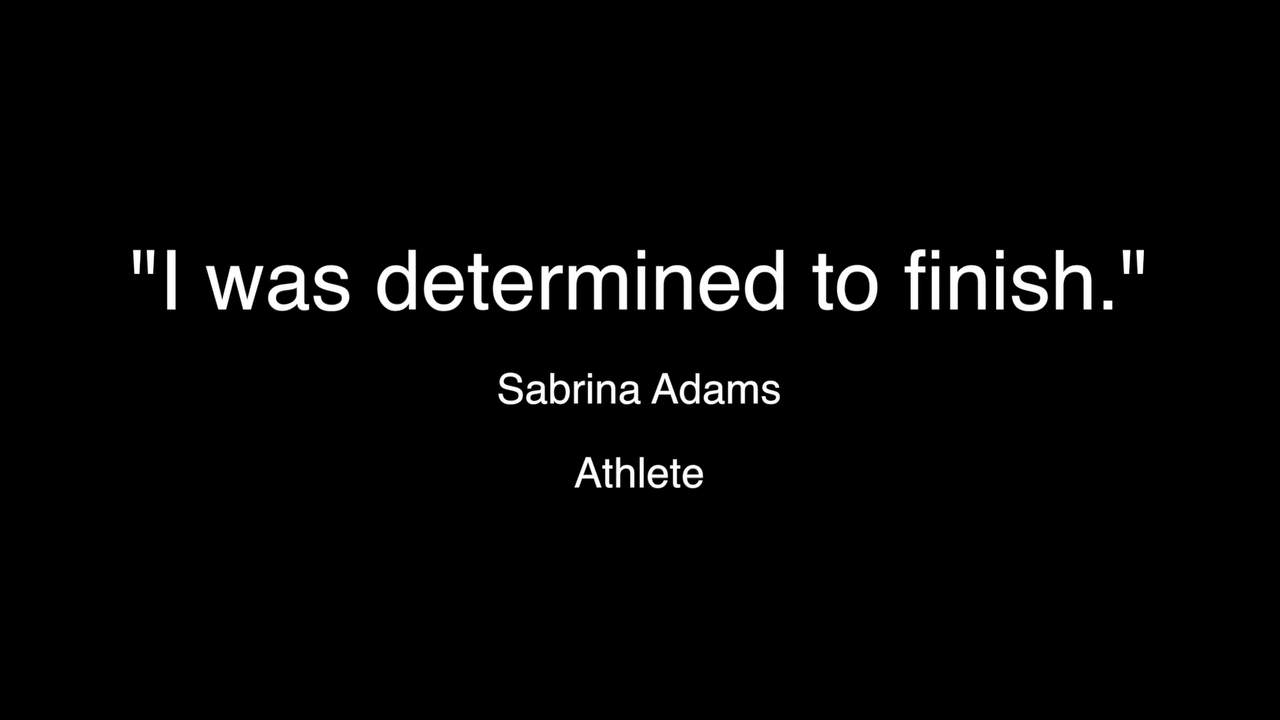 "I was determined to finish."
Sabrina Adams
Athlete